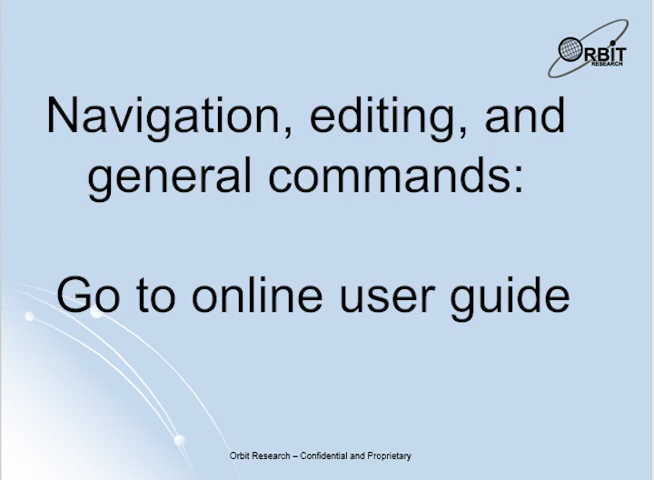 ORBIT
RESEARCH
Navigation, editing, and
general commands:
Go to online user guide
Orbit Research – Confidential and Proprietary